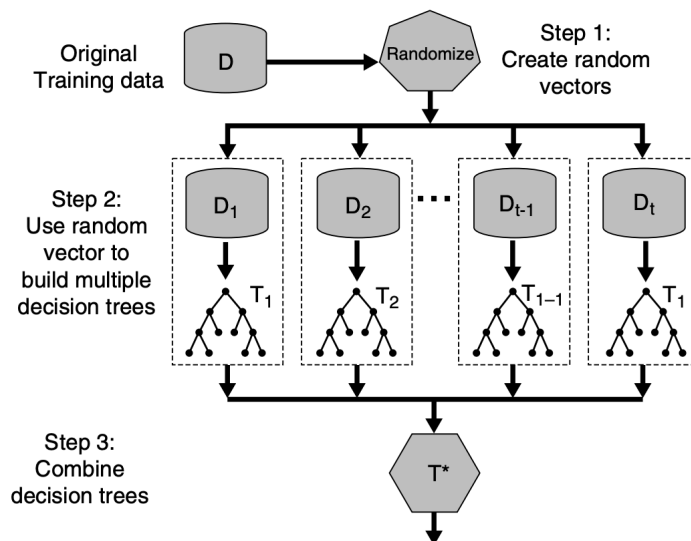 Original
Training data
D
Randomize
Step 1:
Create random
vectors
Step 2:
Use random
vector to
build multiple
decision trees
D1
D2
...
Dt-1
Dt
T1
T2
T1–1
T1
Step 3:
Combine
decision trees
T*